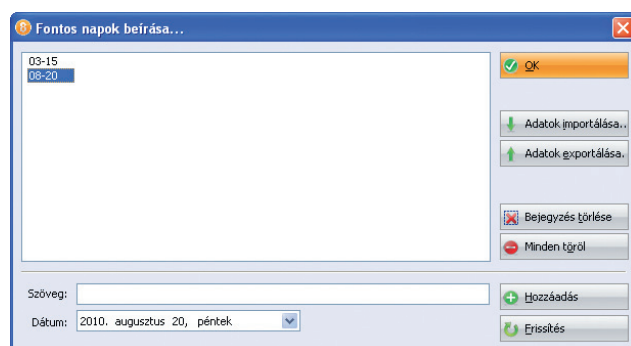 Fontos napok beírása...
03-15
08-20
OK
Adatok importálása..
Adatok exportálása.
Bejegyzés törlése
Minden töröl
Szöveg:
Hozzáadás
Dátum: 2010. augusztus 20, péntek
Erissítés